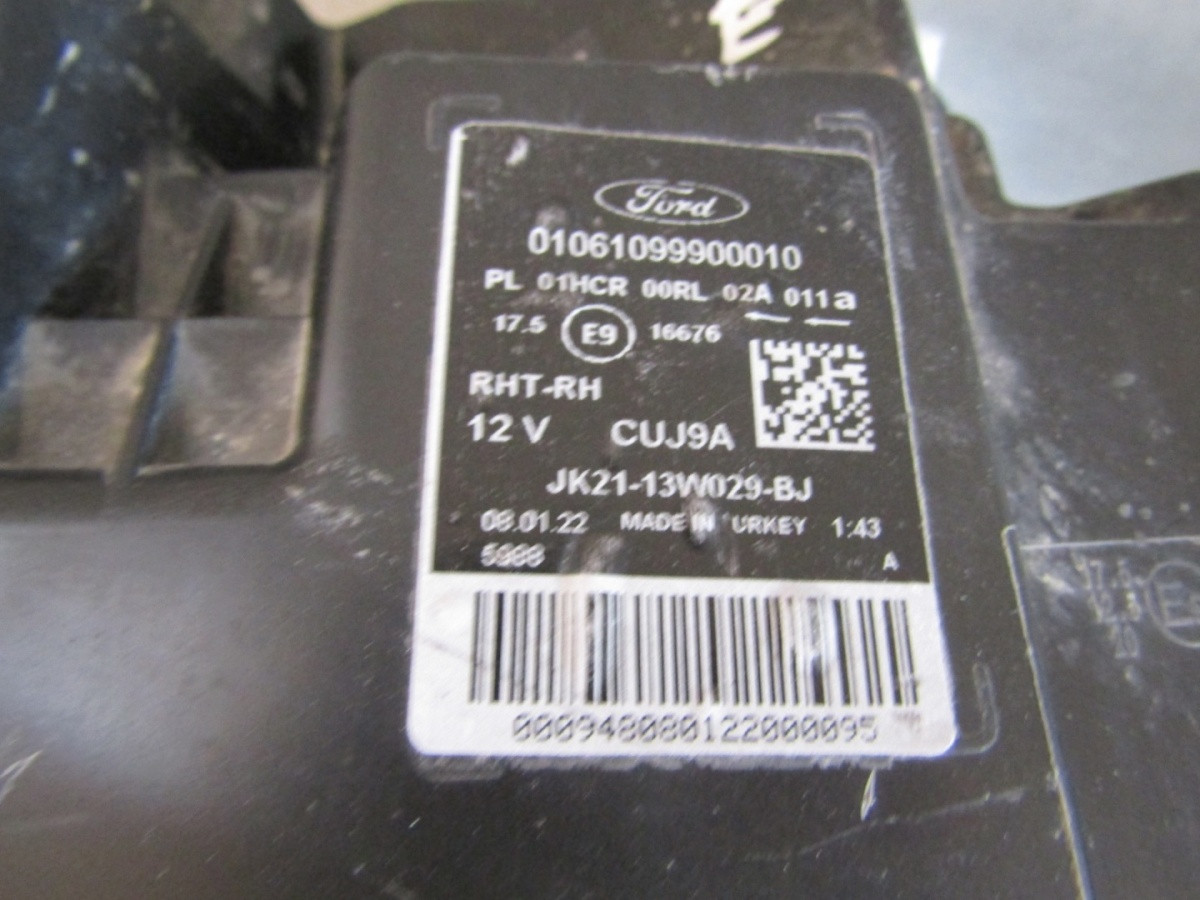 E
Ford
01061099900010
PL 01HCR 00RL 02A 011a
17.5 E9 16676
RHT-RH
12 V CUJ9A
JK21-13W029-BJ
08.01.22 MADE IN URKEY 1:43
5988 A
000948080122000095
E